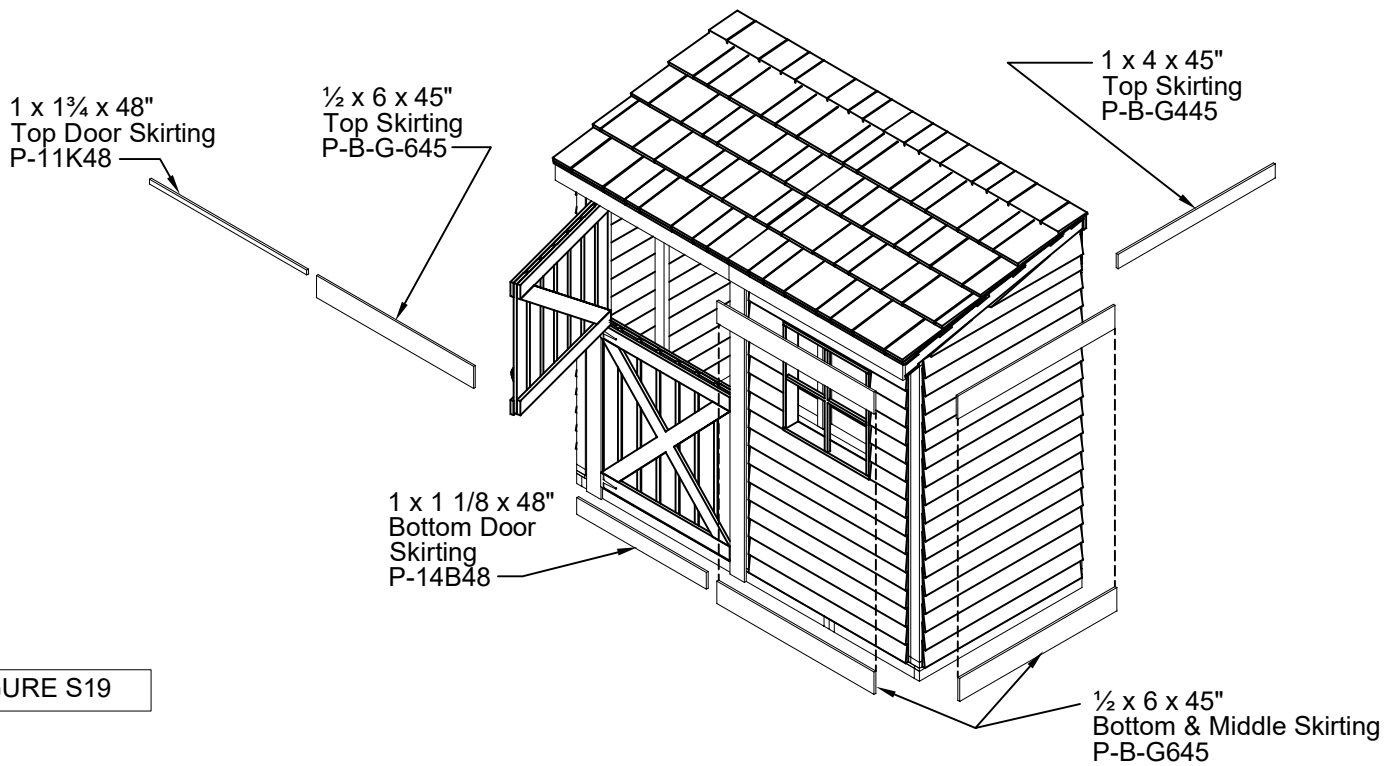 1 x 1¾ x 48"
Top Door Skirting
P-11K48
½ x 6 x 45"
Top Skirting
P-B-G-645
1 x 4 x 45"
Top Skirting
P-B-G445
1 x 1 1/8 x 48"
Bottom Door
Skirting
P-14B48
GURE S19
½ x 6 x 45"
Bottom & Middle Skirting
P-B-G645